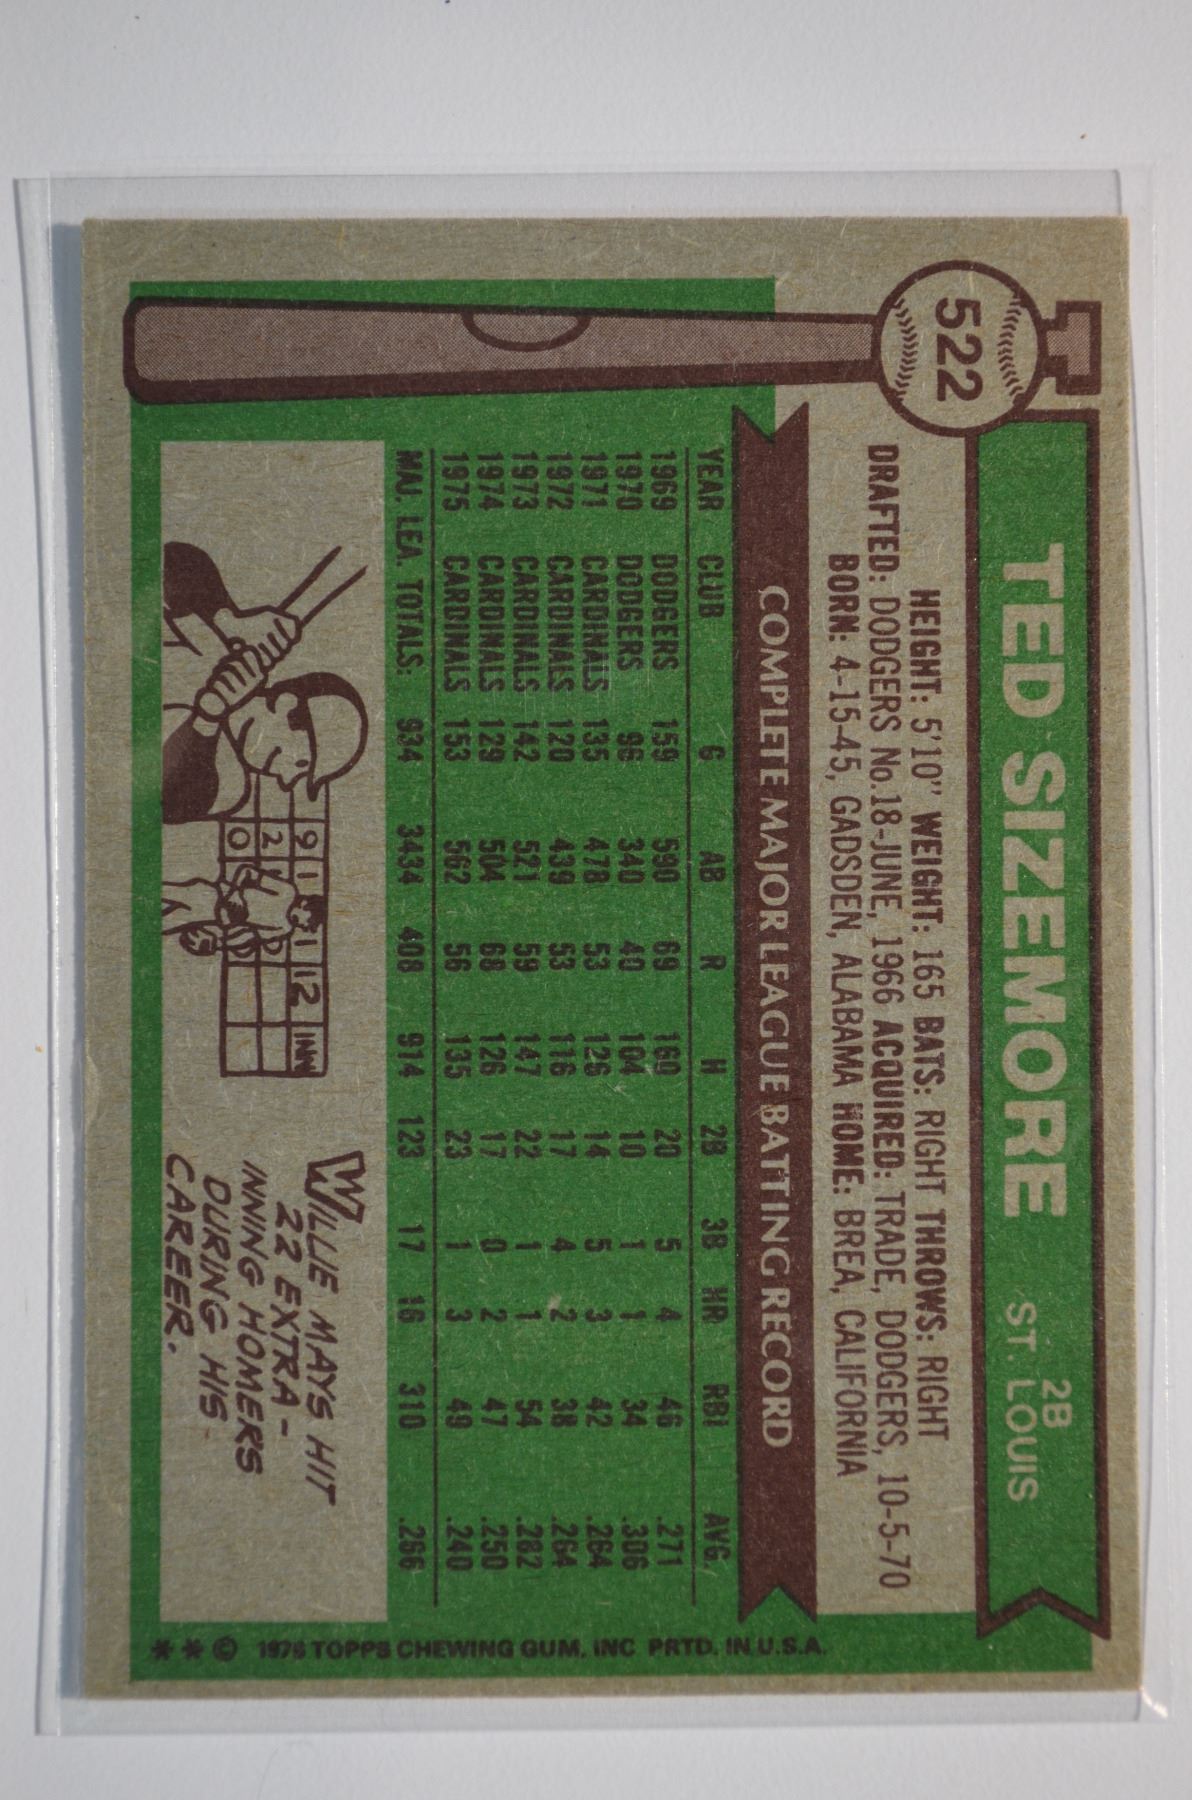 522
TED SIZEMORE
2B
ST. LOUIS
HEIGHT: 5'10" WEIGHT: 165 BATS: RIGHT THROWS: RIGHT
DRAFTED: DODGERS No.18-JUNE, 1966 ACQUIRED: TRADE, DODGERS, 10-5-70
BORN: 4-15-45, GADSDEN, ALABAMA HOME: BREA, CALIFORNIA
COMPLETE MAJOR LEAGUE BATTING RECORD
YEAR CLUB G AB R H 2B 3B HR RBI AVG.
1969 DODGERS 159 590 69 160 20 5 4 46 .271
1970 DODGERS 96 340 40 104 10 1 1 34 .306
1971 CARDINALS 135 478 53 126 14 5 3 42 .264
1972 CARDINALS 120 439 53 116 17 4 2 38 .264
1973 CARDINALS 142 521 59 147 22 1 1 54 .282
1974 CARDINALS 129 504 68 126 17 0 2 47 .250
1975 CARDINALS 153 562 56 135 23 1 3 49 .240
MAJ. LEA. TOTALS: 934 3434 408 914 123 17 16 310 .266
9 1 1 12 INN
2
0
WILLIE MAYS HIT
22 EXTRA-
INNING HOMERS
DURING HIS
CAREER.
** © 1976 TOPPS CHEWING GUM, INC PRTD. IN U.S.A.